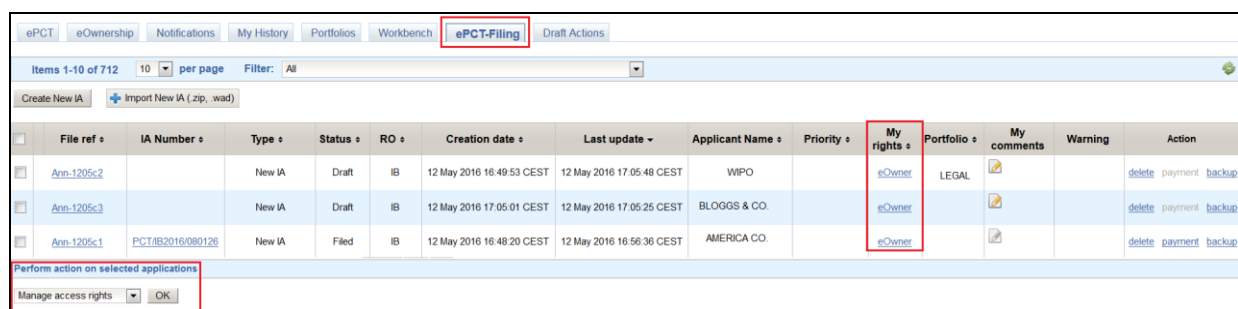 ePCT eOwnership Notifications My History Portfolios Workbench ePCT-Filing Draft Actions
Items 1-10 of 712 10 per page Filter: All
Create New IA Import New IA (.zip, .wad)
File ref IA Number Type Status RO Creation date Last update Applicant Name Priority My rights Portfolio My comments Warning Action
Ann-1205c2 New IA Draft IB 12 May 2016 16:49:53 CEST 12 May 2016 17:05:48 CEST WIPO eOwner LEGAL delete payment backup
Ann-1205c3 New IA Draft IB 12 May 2016 17:05:01 CEST 12 May 2016 17:05:25 CEST BLOGGS & CO. eOwner delete payment backup
Ann-1205c1 PCT/IB2016/080126 New IA Filed IB 12 May 2016 16:48:20 CEST 12 May 2016 16:56:36 CEST AMERICA CO. eOwner delete payment backup
Perform action on selected applications
Manage access rights OK